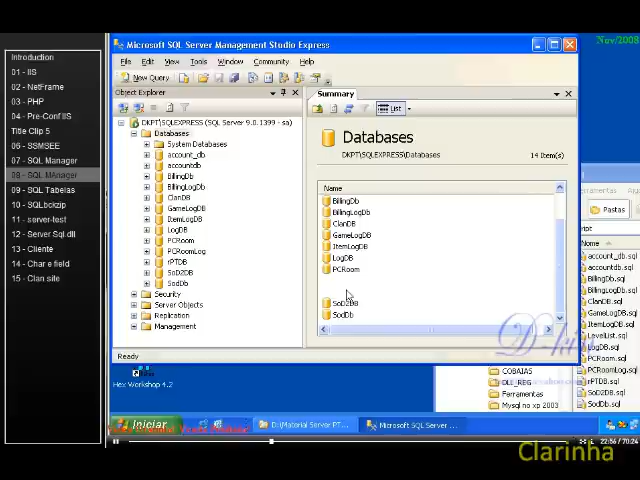 Nov/2008
Introduction
01 - IIS
02 - NetFrame
03 - PHP
04 - Pre-Conf IIS
Title Clip 5
06 - SSMSEE
07 - SQL Manager
08 - SQL Manager
09 - SQL Tabelas
10 - SQLbckzip
11 - server-test
12 - Server Sql dll
13 - Cliente
14 - Char e field
15 - Clan site
Microsoft SQL Server Management Studio Express
File Edit View Tools Window Community Help
New Query
Object Explorer
DKPT\SQLEXPRESS (SQL Server 9.0.1399 - sa)
Databases
System Databases
account_db
accountdb
BillingDb
BillingLogDb
ClanDB
GameLogDB
ItemLogDB
LogDB
PCRoom
PCRoomLog
rPTDB
SoD2DB
SodDb
Security
Server Objects
Replication
Management
Summary
List
Databases
DKPT\SQLEXPRESS\Databases
14 Item(s)
Name
BillingDb
BillingLogDb
ClanDB
GameLogDB
ItemLogDB
LogDB
PCRoom
SoD2DB
SodDb
Ready
Pastas
Name
account_db.sql
accountdb.sql
BillingDb.sql
BillingLogDb.sql
ClanDB.sql
GameLogDB.sql
ItemLogDB.sql
LevelList.sql
LogDB.sql
PCRoom.sql
PCRoomLog.sql
rPTDB.sql
SoD2DB.sql
SodDb.sql
COBAIAS
DLL_REG
Ferramentas
Mysql no xp 2003
Hex Workshop 4.2
Iniciar
D:\Material Server PT...
Microsoft SQL Server ...
22:56 / 70:24
Clarinha